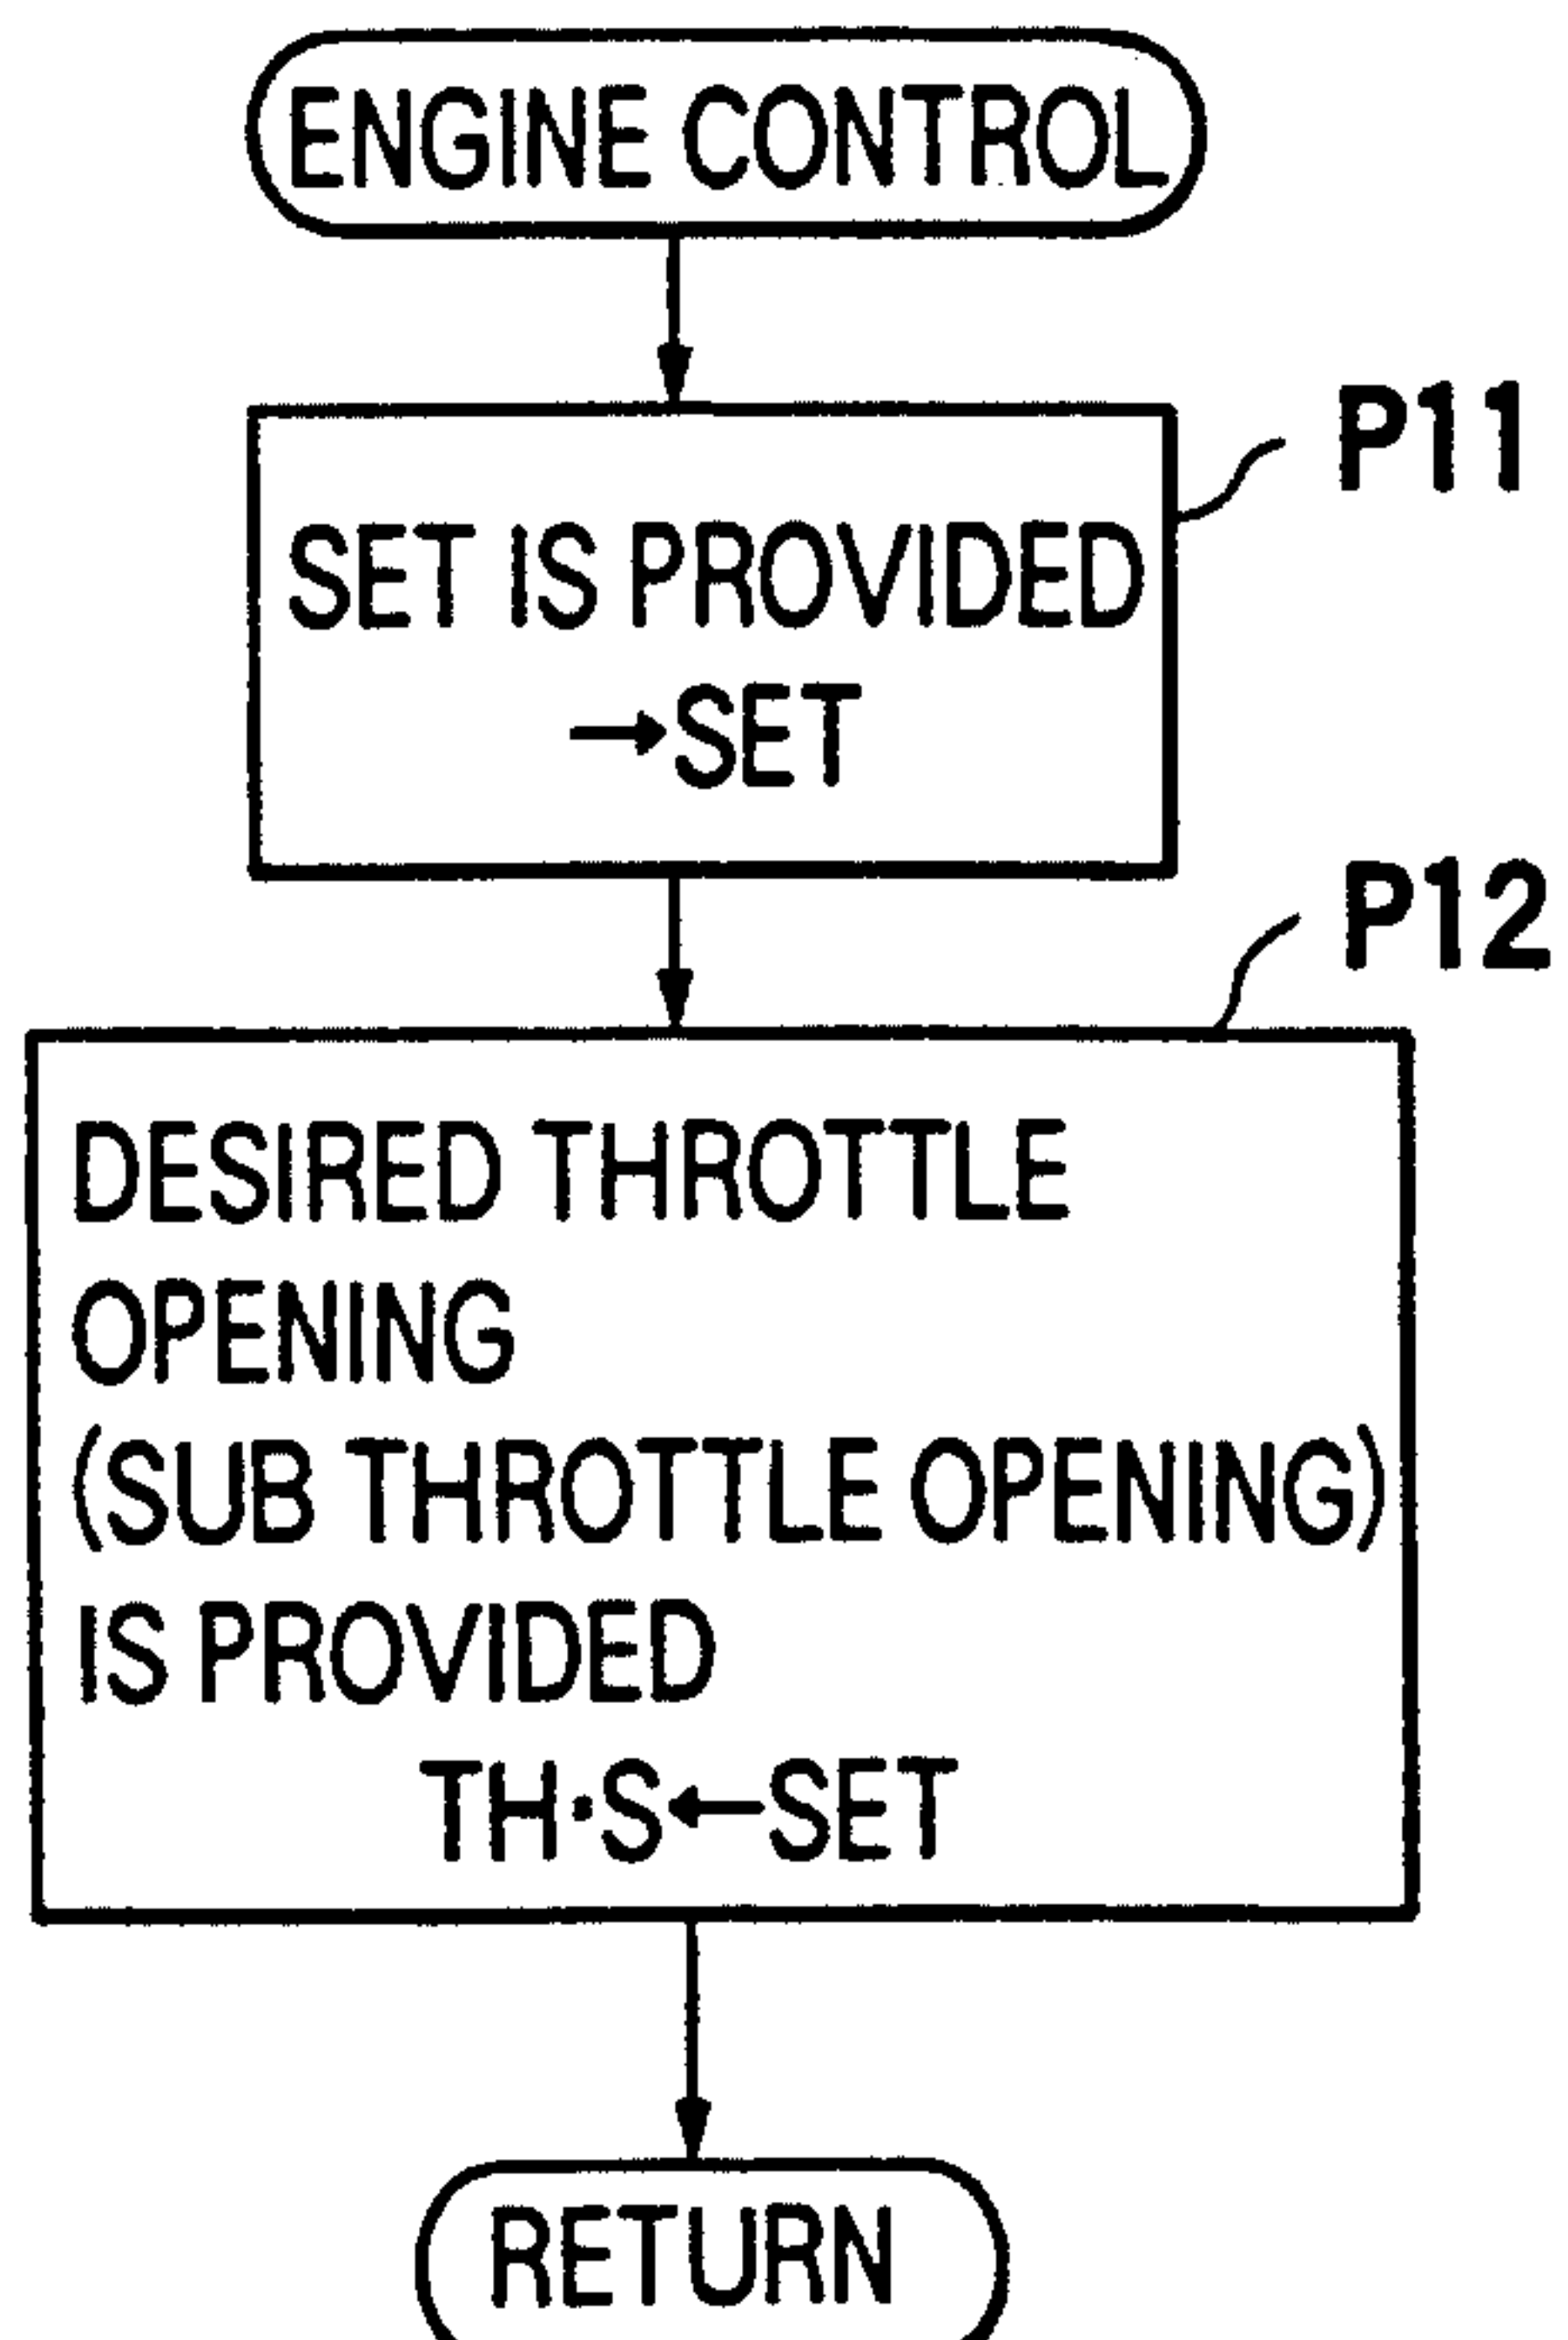 ENGINE CONTROL
P11
SET IS PROVIDED
→SET
P12
DESIRED THROTTLE
OPENING
(SUB THROTTLE OPENING)
IS PROVIDED
TH·S←SET
RETURN